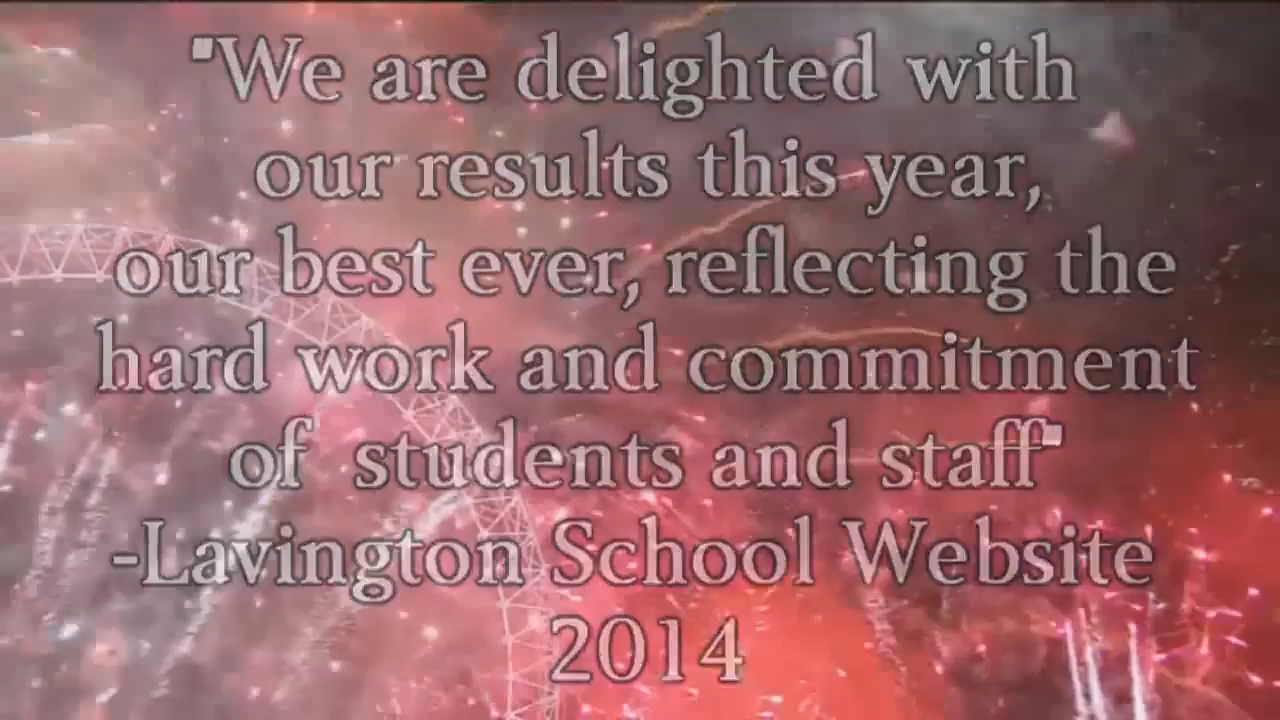 "We are delighted with
our results this year,
our best ever, reflecting the
hard work and commitment
of students and staff"
-Lavington School Website
2014